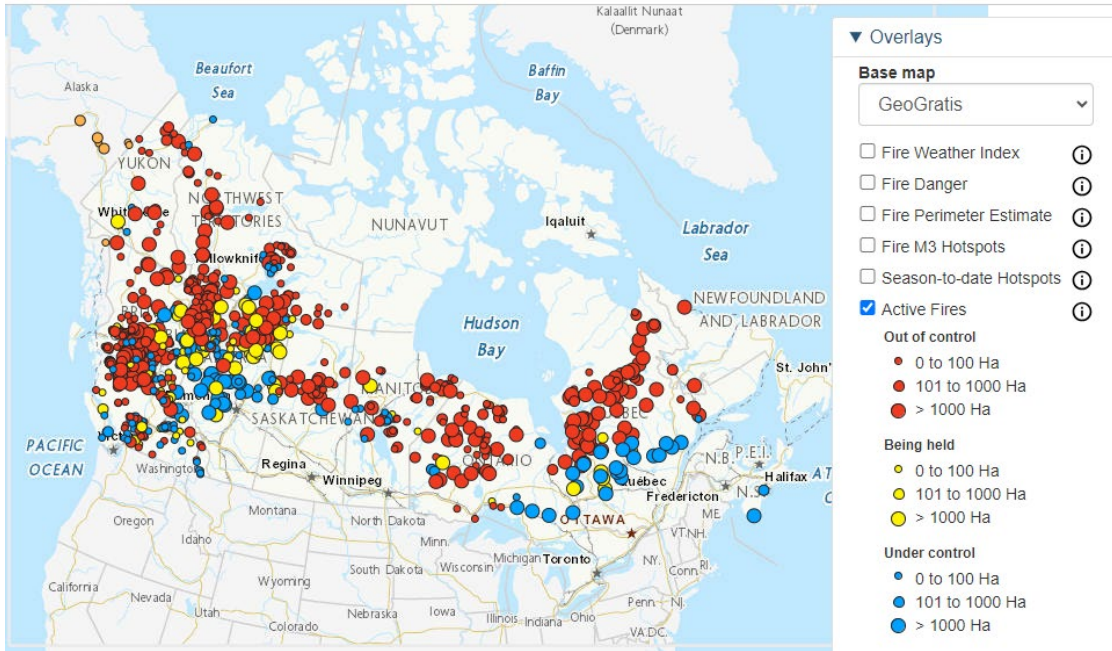 Kalaallit Nunaat
(Denmark)
Beaufort
Sea
Baffin
Bay
Alaska
YUKON
NORTHWEST
TERRITORIES
NUNAVUT
Iqaluit
Labrador
Sea
Hudson
Bay
NEWFOUNDLAND
AND LABRADOR
St. John'
SASKATCHEWAN
ONTARIO
PACIFIC
OCEAN
Washington
Regina
Winnipeg
Québec
P.E.I.
N.B.
Halifax
N.S.
Fredericton
OTTAWA
Toronto
Oregon
Idaho
Montana
North Dakota
Minn.
South Dakota
Wisconsin
Michigan
ME.
VT.
N.H.
NY.
Conn.
R.I.
Penn.
NJ.
California
Nevada
Utah
Wyoming
Colorado
Nebraska
Iowa
Illinois
Indiana
Ohio
VA.
DC.
▼ Overlays
Base map
GeoGratis
Fire Weather Index
Fire Danger
Fire Perimeter Estimate
Fire M3 Hotspots
Season-to-date Hotspots
Active Fires
Out of control
0 to 100 Ha
101 to 1000 Ha
> 1000 Ha
Being held
0 to 100 Ha
101 to 1000 Ha
> 1000 Ha
Under control
0 to 100 Ha
101 to 1000 Ha
> 1000 Ha